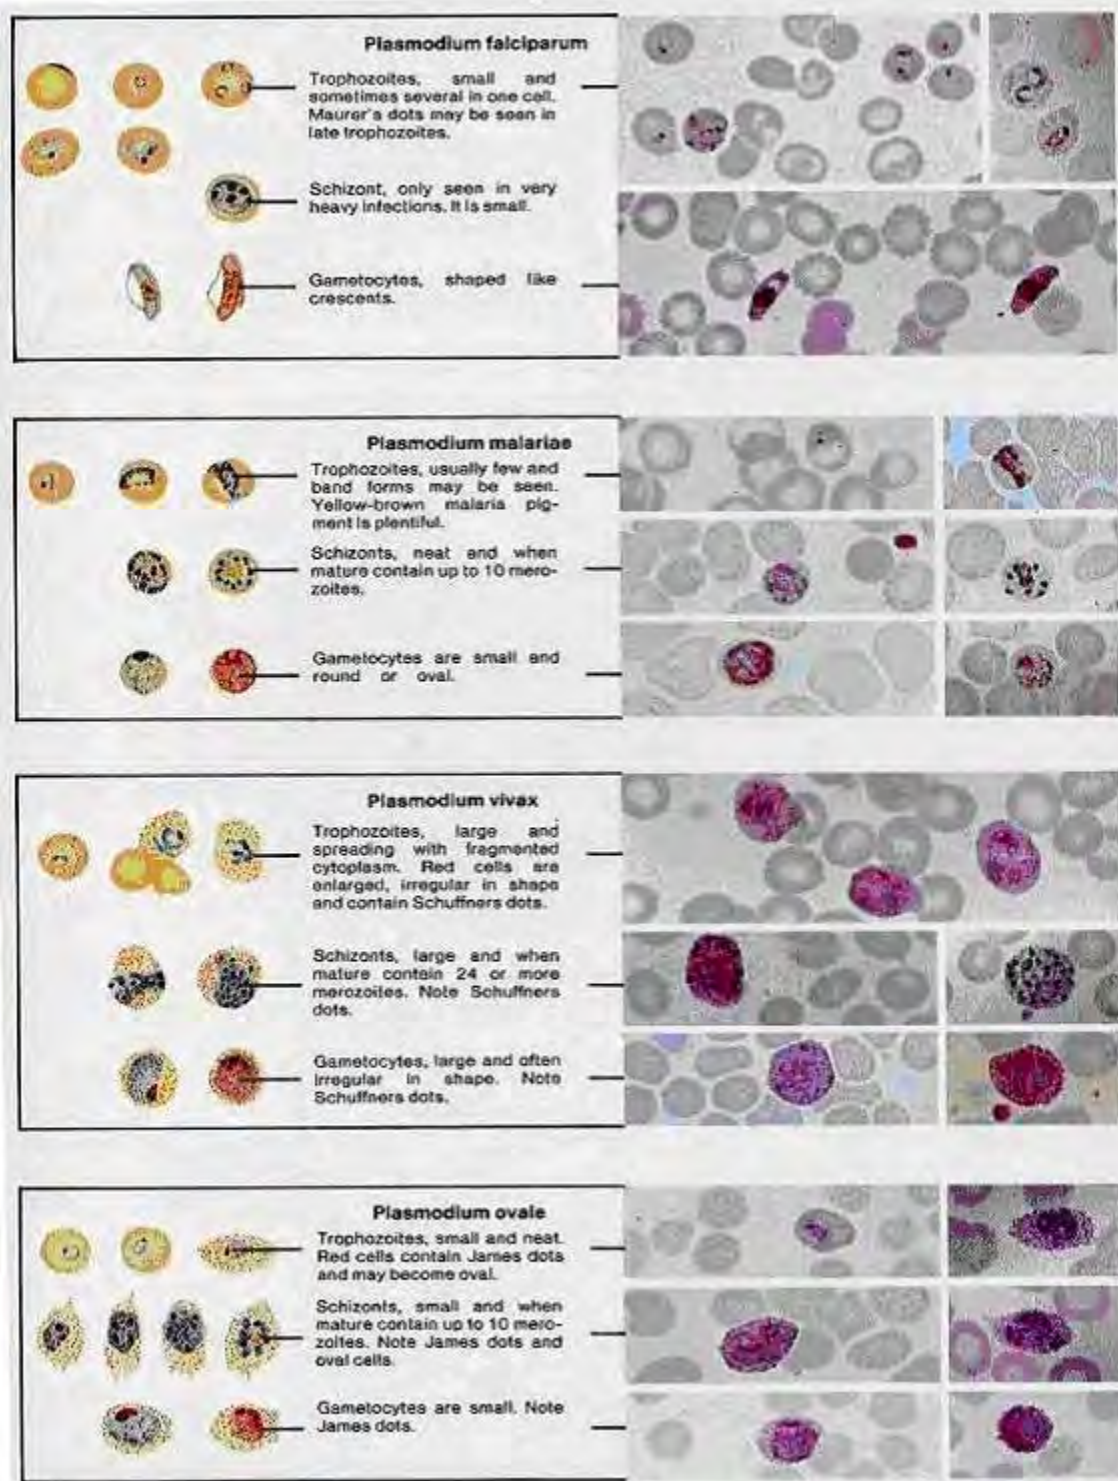 Plasmodium falciparum
Trophozoites, small and
sometimes several in one cell.
Maurer's dots may be seen in
late trophozoites.
Schizont, only seen in very
heavy infections. It is small.
Gametocytes, shaped like
crescents.
Plasmodium malariae
Trophozoites, usually few and
band forms may be seen.
Yellow-brown malaria pig-
ment is plentiful.
Schizonts, neat and when
mature contain up to 10 mero-
zoites.
Gametocytes are small and
round or oval.
Plasmodium vivax
Trophozoites, large and
spreading with fragmented
cytoplasm. Red cells are
enlarged, irregular in shape
and contain Schuffners dots.
Schizonts, large and when
mature contain 24 or more
merozoites. Note Schuffners
dots.
Gametocytes, large and often
irregular in shape. Note
Schuffners dots.
Plasmodium ovale
Trophozoites, small and neat.
Red cells contain James dots
and may become oval.
Schizonts, small and when
mature contain up to 10 mero-
zoites. Note James dots and
oval cells.
Gametocytes are small. Note
James dots.